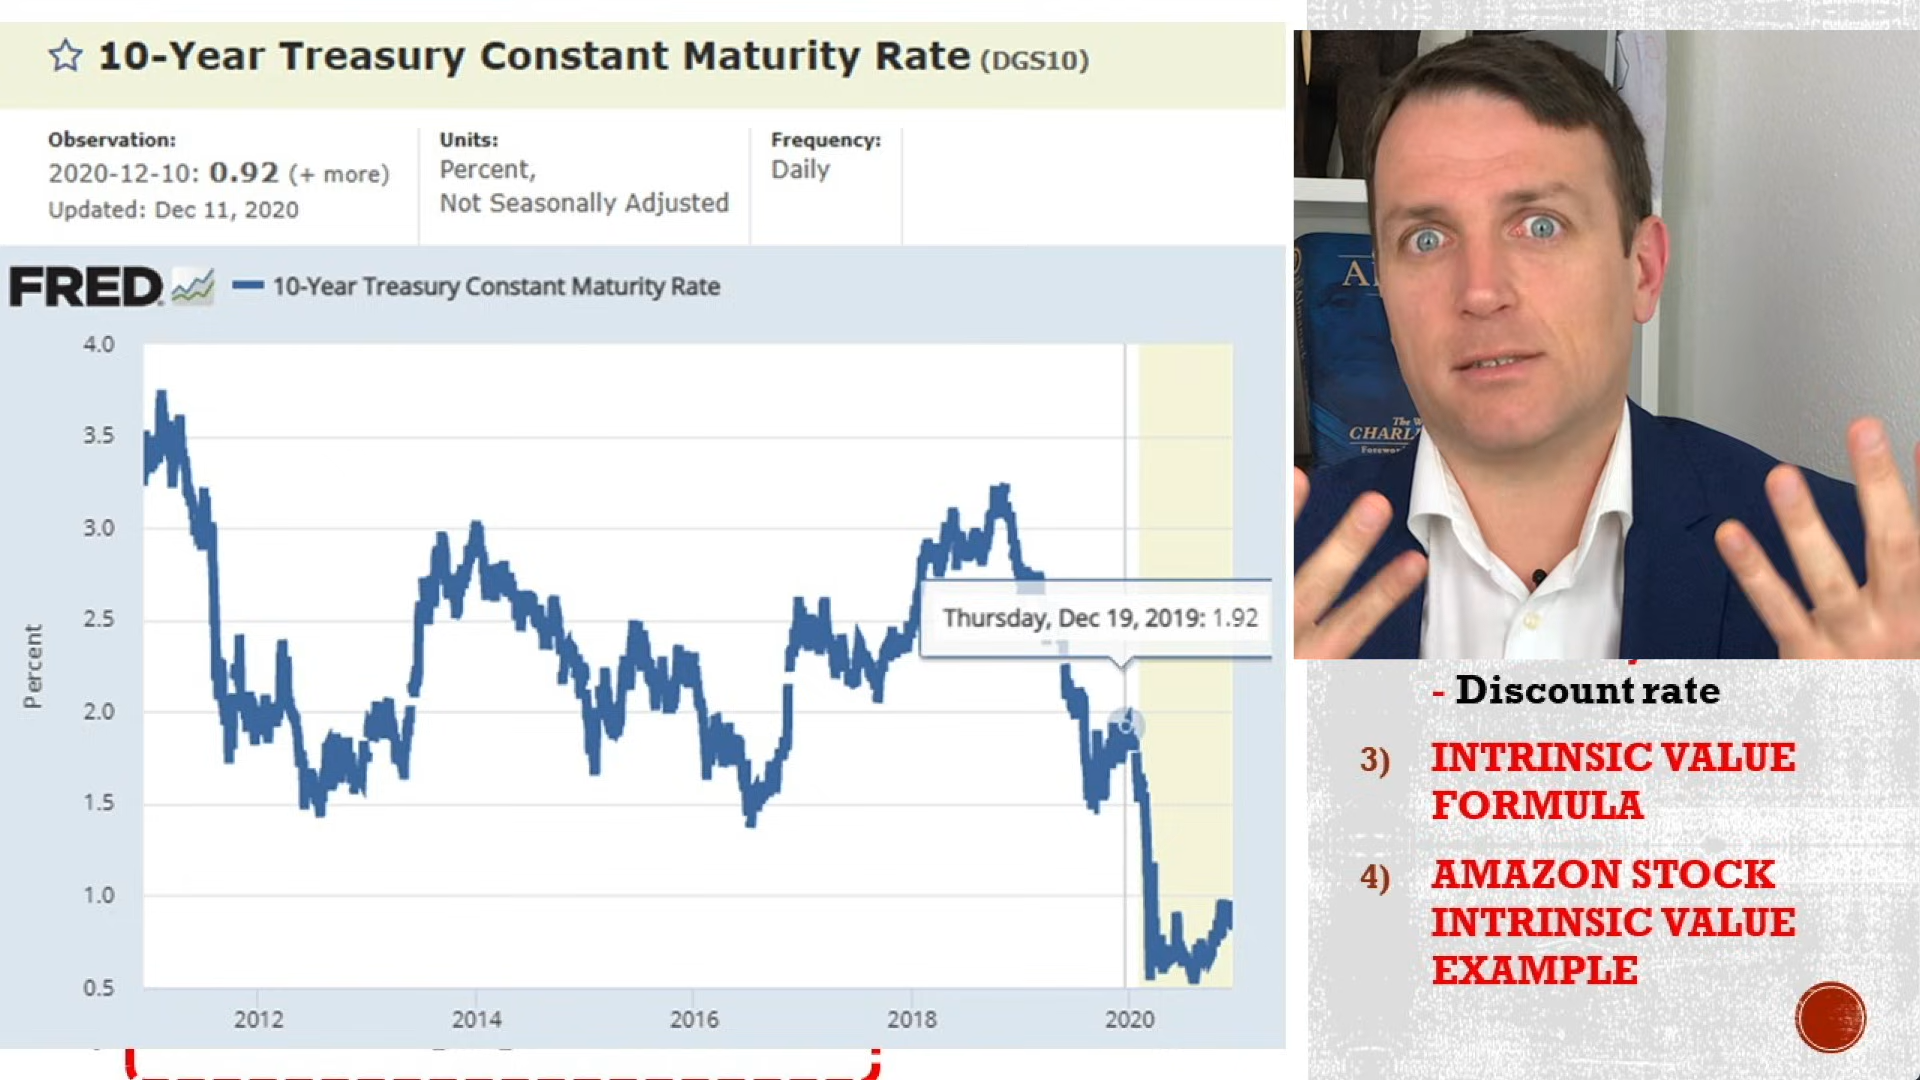 10-Year Treasury Constant Maturity Rate (DGS10)
Observation:
2020-12-10: 0.92 (+ more)
Updated: Dec 11, 2020
Units:
Percent,
Not Seasonally Adjusted
Frequency:
Daily
FRED
10-Year Treasury Constant Maturity Rate
4.0
3.5
3.0
2.5
2.0
1.5
1.0
0.5
Percent
Thursday, Dec 19, 2019: 1.92
2012
2014
2016
2018
2020
The
CHARL
- Discount rate
3) INTRINSIC VALUE
FORMULA
4) AMAZON STOCK
INTRINSIC VALUE
EXAMPLE